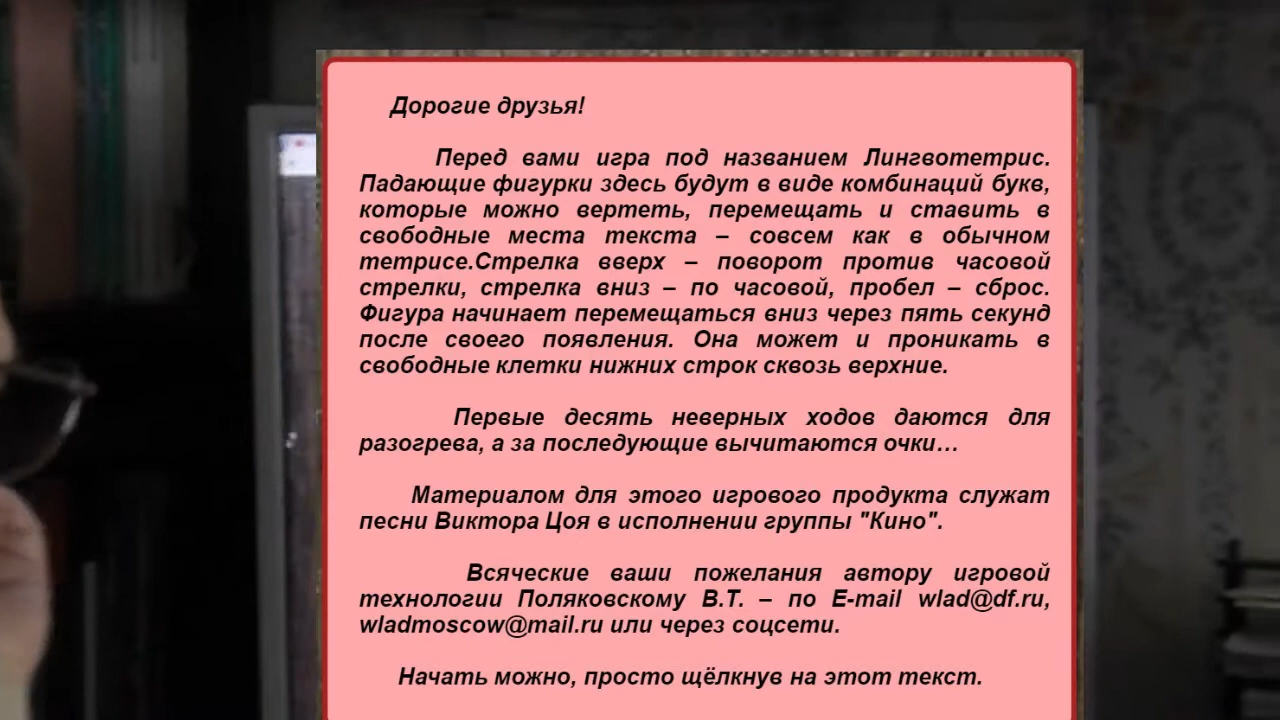 Дорогие друзья!
Перед вами игра под названием Лингвотетрис.
Падающие фигурки здесь будут в виде комбинаций букв,
которые можно вертеть, перемещать и ставить в
свободные места текста – совсем как в обычном
тетрисе.Стрелка вверх – поворот против часовой
стрелки, стрелка вниз – по часовой, пробел – сброс.
Фигура начинает перемещаться вниз через пять секунд
после своего появления. Она может и проникать в
свободные клетки нижних строк сквозь верхние.
Первые десять неверных ходов даются для
разогрева, а за последующие вычитаются очки…
Материалом для этого игрового продукта служат
песни Виктора Цоя в исполнении группы "Кино".
Всяческие ваши пожелания автору игровой
технологии Поляковскому В.Т. – по E-mail wlad@df.ru,
wladmoscow@mail.ru или через соцсети.
Начать можно, просто щёлкнув на этот текст.